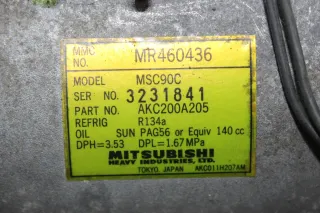 MMC NO. MR460436
MODEL MSC90C
SER NO. 3231841
PART NO. AKC200A205
REFRIG R134a
OIL SUN PAG56 or Equiv 140 cc
DPH=3.53 DPL=1.67MPa
MITSUBISHI
HEAVY INDUSTRIES, LTD.
TOKYO JAPAN AKC011H207AM